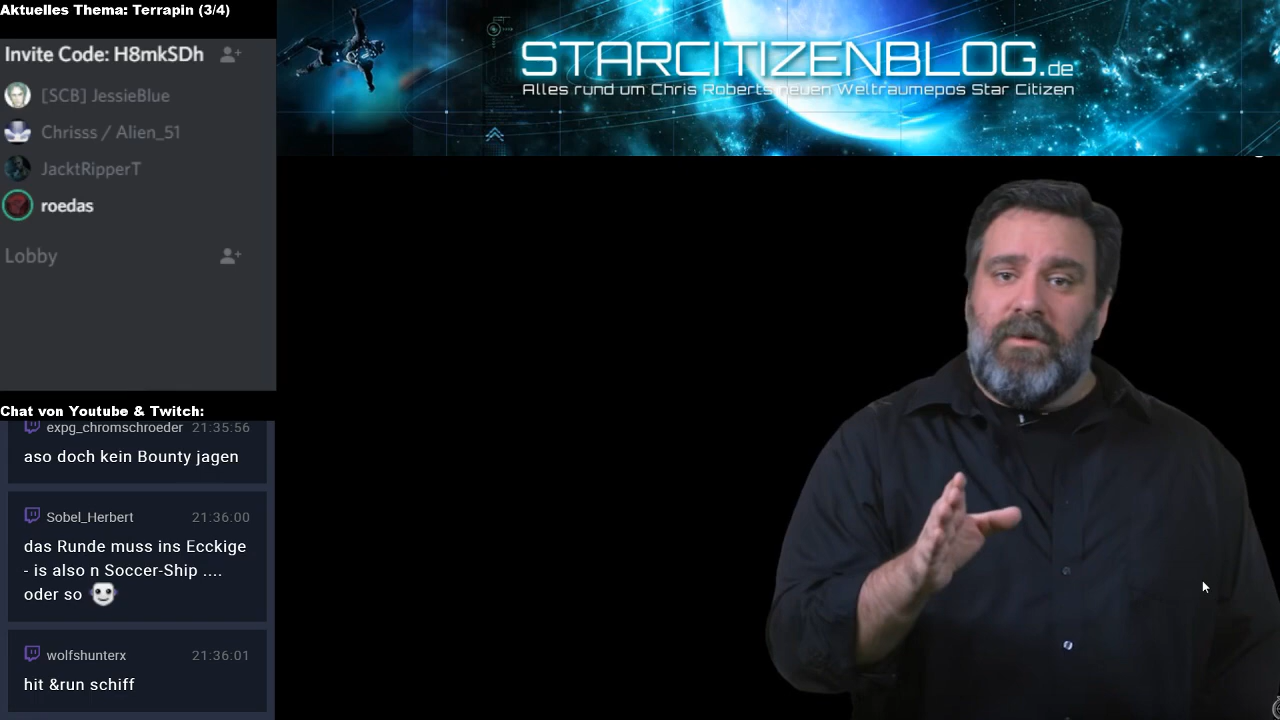 Aktuelles Thema: Terrapin (3/4)
Invite Code: H8mkSDh
[SCB] JessieBlue
Chrisss / Alien_51
JacktRipperT
roedas
Lobby
STARCITIZENBLOG.de
Alles rund um Chris Roberts neuen Weltraumepos Star Citizen
Chat von Youtube & Twitch:
expg_chromschroeder 21:35:56
aso doch kein Bounty jagen
Sobel_Herbert 21:36:00
das Runde muss ins Ecckige
- is also n Soccer-Ship ....
oder so
wolfshunterx 21:36:01
hit &run schiff